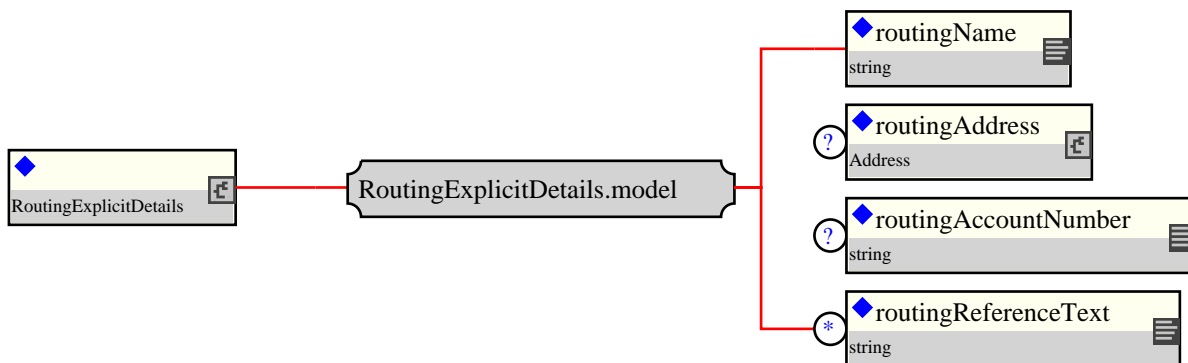 routingName
string
?
routingAddress
Address
RoutingExplicitDetails
RoutingExplicitDetails.model
?
routingAccountNumber
string
*
routingReferenceText
string